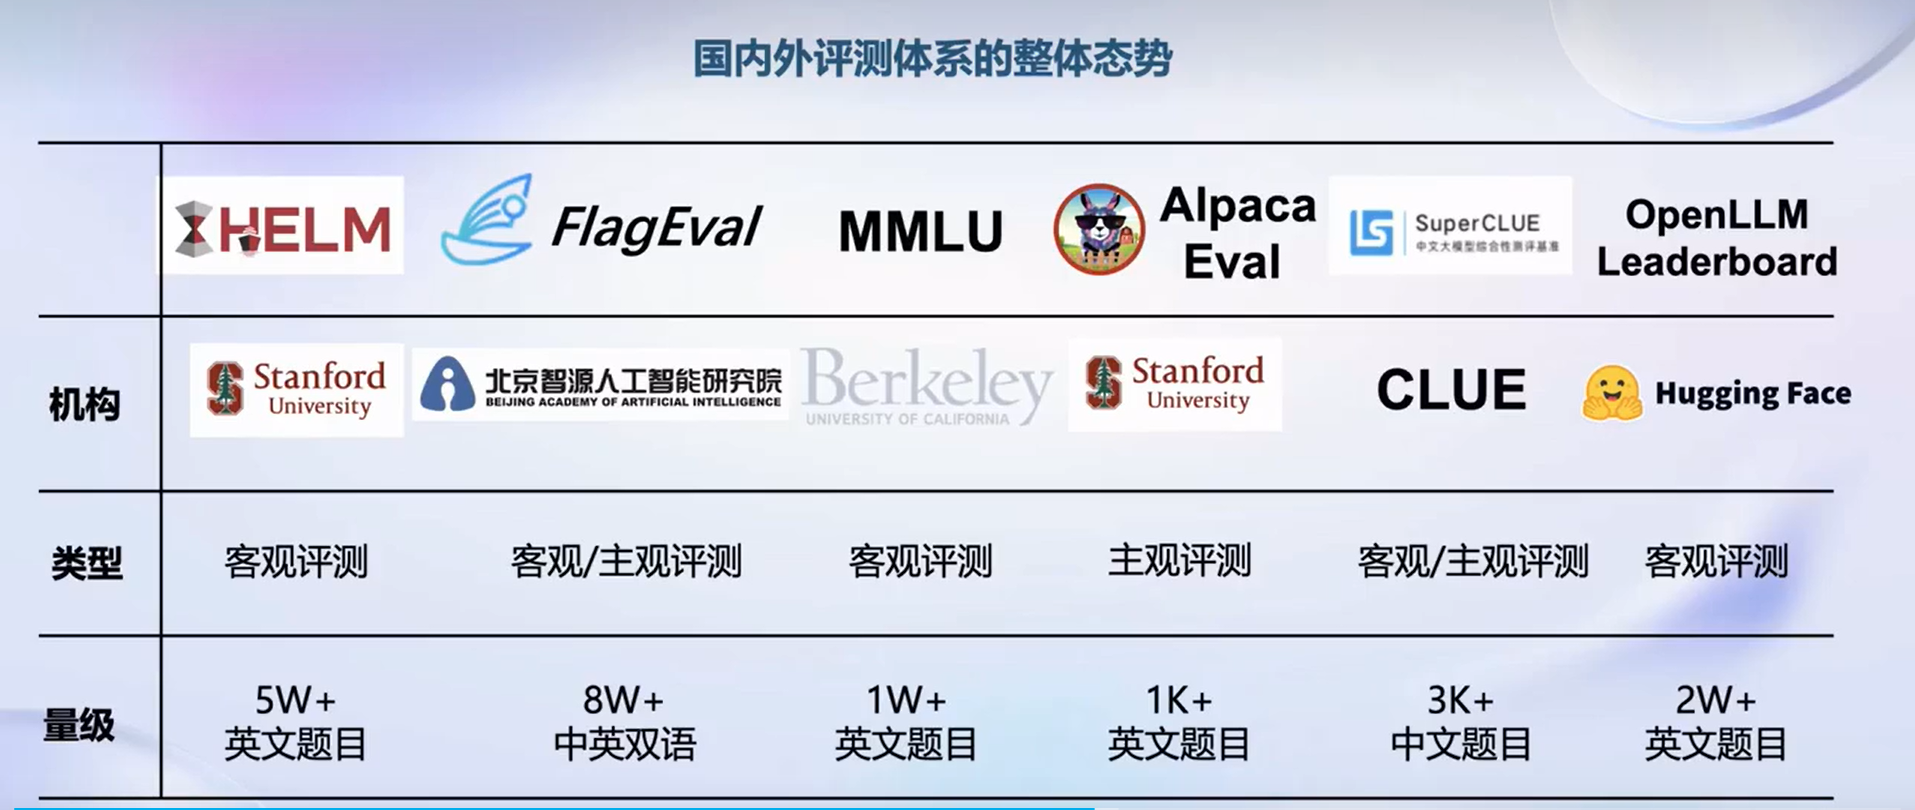 国内外评测体系的整体态势
HELM
FlagEval
MMLU
Alpaca
Eval
SuperCLUE
中文大模型综合性测评基准
OpenLLM
Leaderboard
机构
Stanford
University
北京智源人工智能研究院
BEIJING ACADEMY OF ARTIFICIAL INTELLIGENCE
Berkeley
UNIVERSITY OF CALIFORNIA
Stanford
University
CLUE
Hugging Face
类型
客观评测
客观/主观评测
客观评测
主观评测
客观/主观评测
客观评测
量级
5W+
英文题目
8W+
中英双语
1W+
英文题目
1K+
英文题目
3K+
中文题目
2W+
英文题目